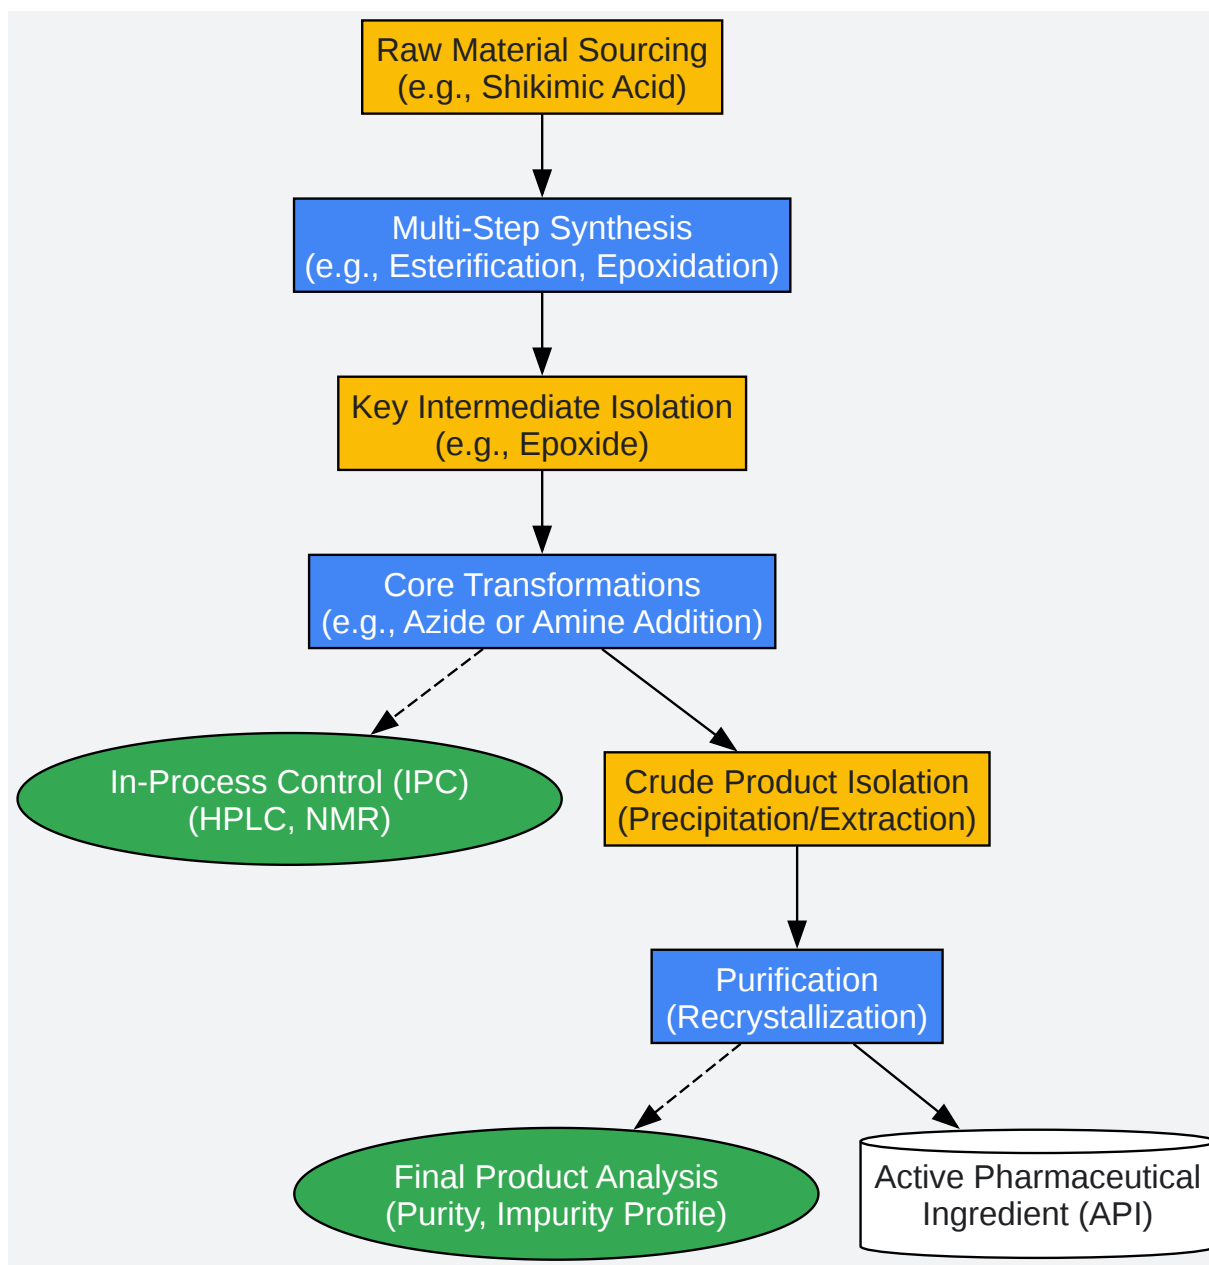 Raw Material Sourcing
(e.g., Shikimic Acid)
Multi-Step Synthesis
(e.g., Esterification, Epoxidation)
Key Intermediate Isolation
(e.g., Epoxide)
Core Transformations
(e.g., Azide or Amine Addition)
In-Process Control (IPC)
(HPLC, NMR)
Crude Product Isolation
(Precipitation/Extraction)
Purification
(Recrystallization)
Final Product Analysis
(Purity, Impurity Profile)
Active Pharmaceutical
Ingredient (API)